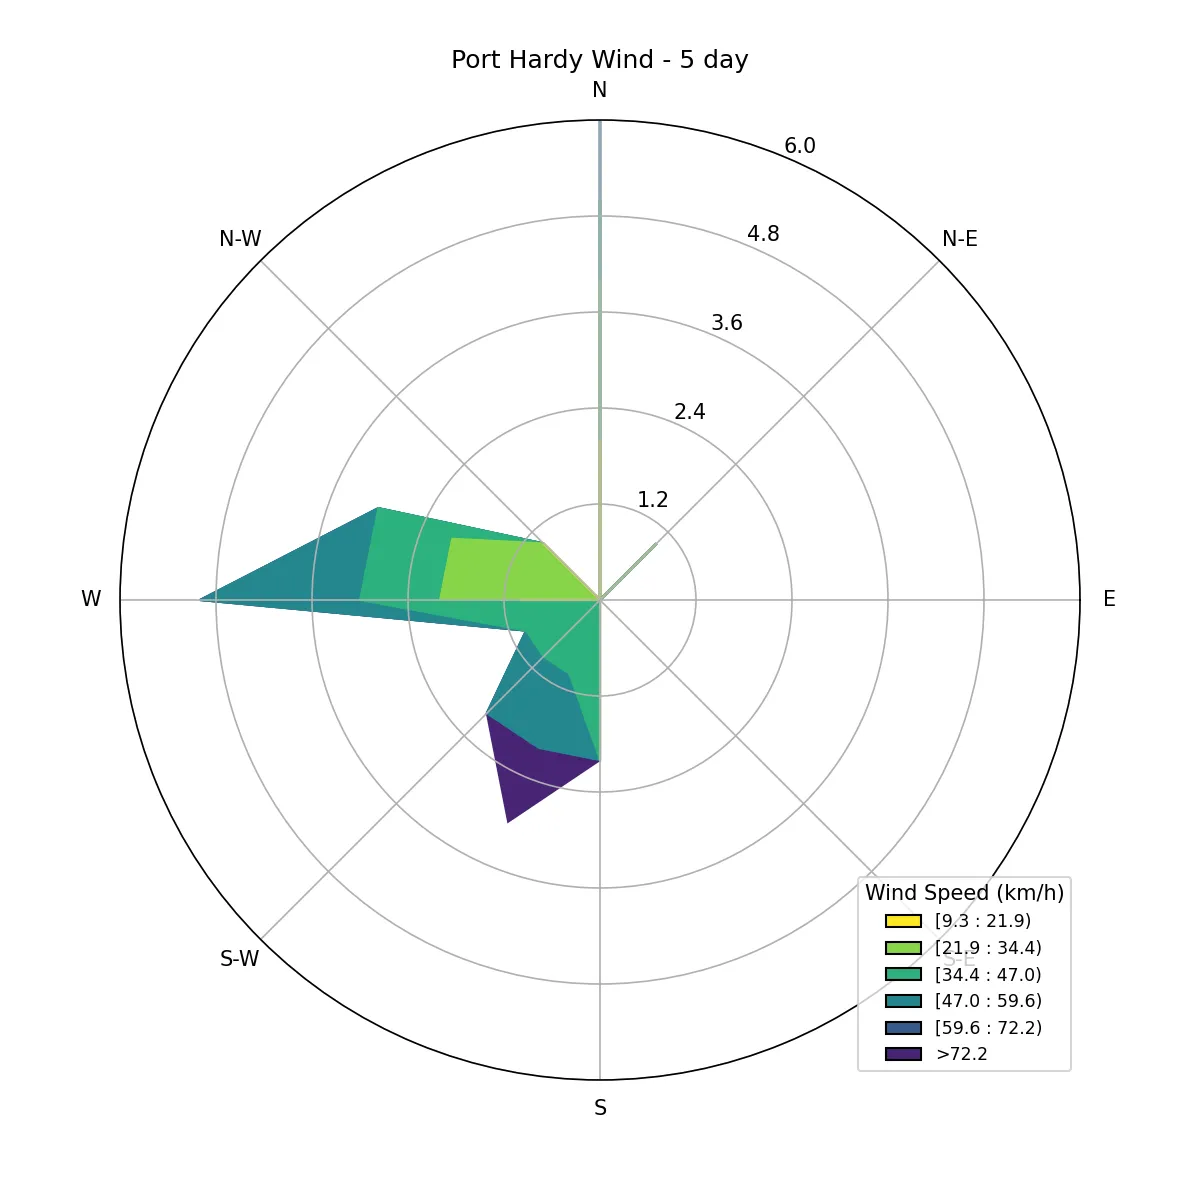 Port Hardy Wind - 5 day
N
6.0
N-W
4.8
N-E
3.6
2.4
1.2
W
E
S-W
S-E
S
Wind Speed (km/h)
[9.3 : 21.9)
[21.9 : 34.4)
[34.4 : 47.0)
[47.0 : 59.6)
[59.6 : 72.2)
>72.2